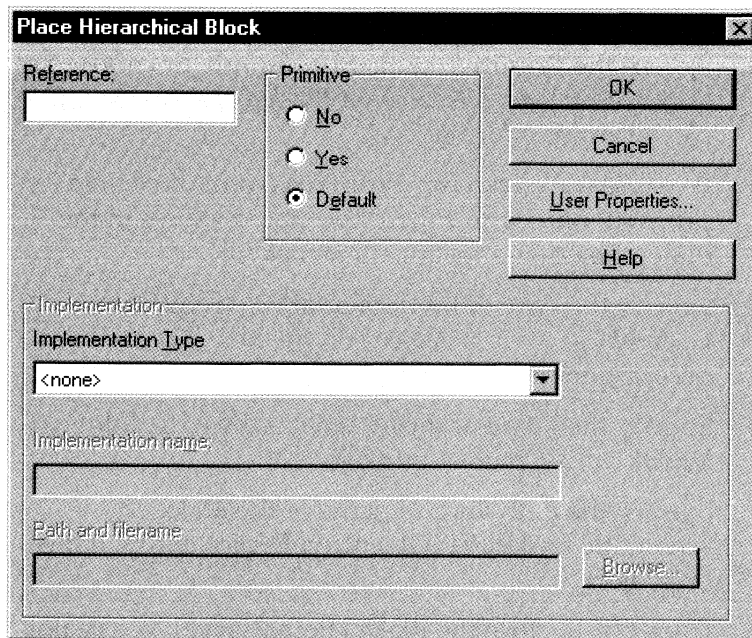 Place Hierarchical Block
Reference:
Primitive
No
Yes
Default
OK
Cancel
User Properties...
Help
Implementation
Implementation Type
<none>
Implementation name:
Path and filename
Browse...